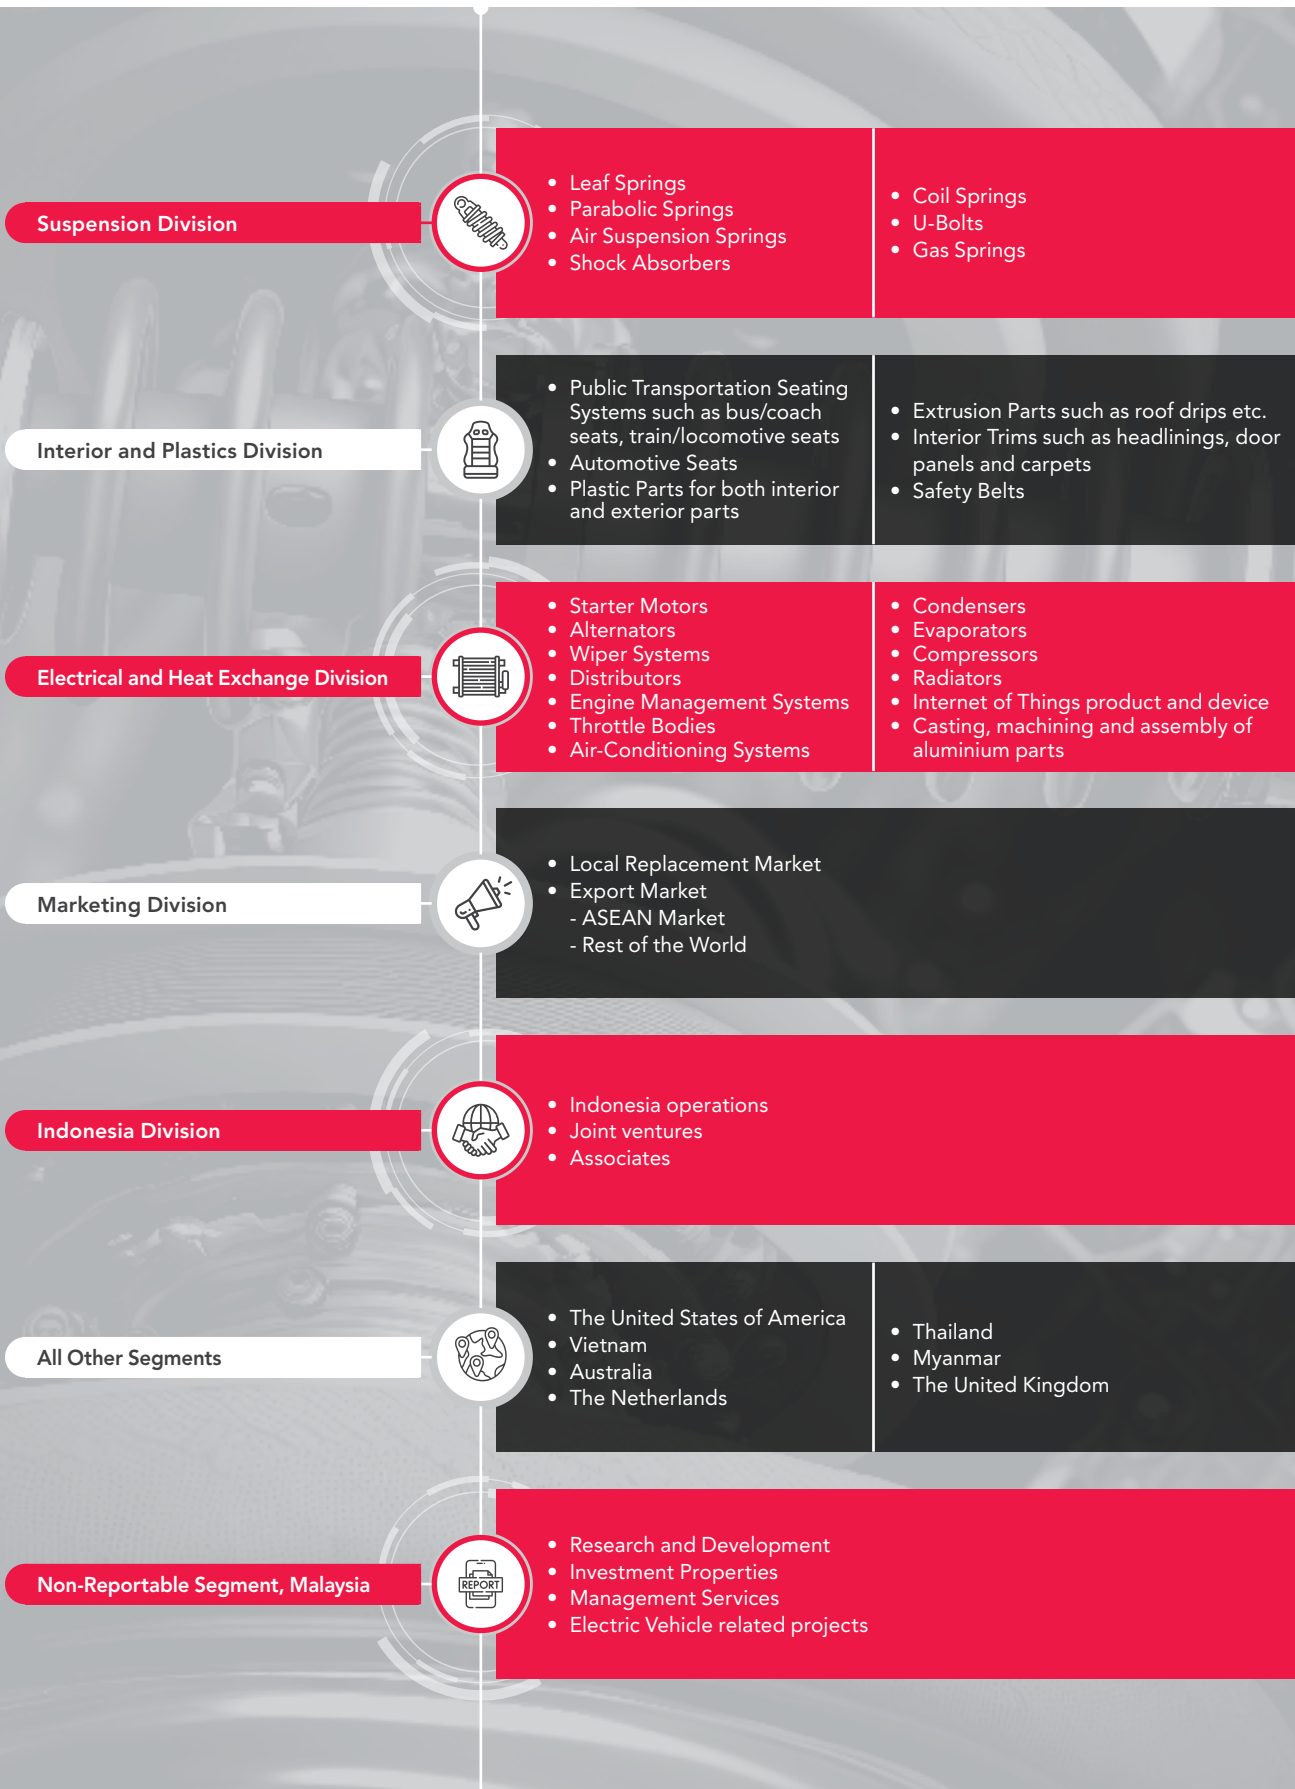 Suspension Division
• Leaf Springs
• Parabolic Springs
• Air Suspension Springs
• Shock Absorbers
• Coil Springs
• U-Bolts
• Gas Springs
Interior and Plastics Division
• Public Transportation Seating
Systems such as bus/coach
seats, train/locomotive seats
• Automotive Seats
• Plastic Parts for both interior
and exterior parts
• Extrusion Parts such as roof drips etc.
• Interior Trims such as headlinings, door
panels and carpets
• Safety Belts
Electrical and Heat Exchange Division
• Starter Motors
• Alternators
• Wiper Systems
• Distributors
• Engine Management Systems
• Throttle Bodies
• Air-Conditioning Systems
• Condensers
• Evaporators
• Compressors
• Radiators
• Internet of Things product and device
• Casting, machining and assembly of
aluminium parts
Marketing Division
• Local Replacement Market
• Export Market
- ASEAN Market
- Rest of the World
Indonesia Division
• Indonesia operations
• Joint ventures
• Associates
All Other Segments
• The United States of America
• Vietnam
• Australia
• The Netherlands
• Thailand
• Myanmar
• The United Kingdom
Non-Reportable Segment, Malaysia
REPORT
• Research and Development
• Investment Properties
• Management Services
• Electric Vehicle related projects